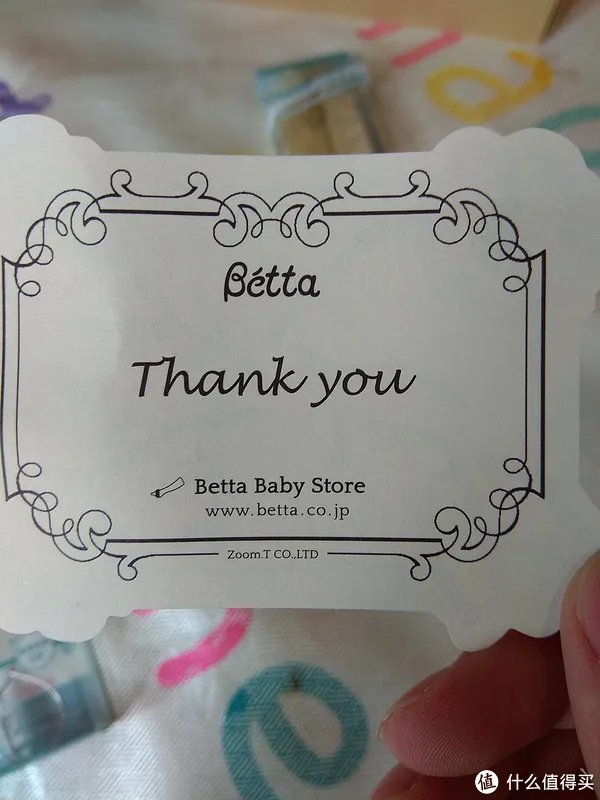 Bétta
Thank you
Betta Baby Store
www.betta.co.jp
Zoom.T CO.,LTD
值 什么值得买